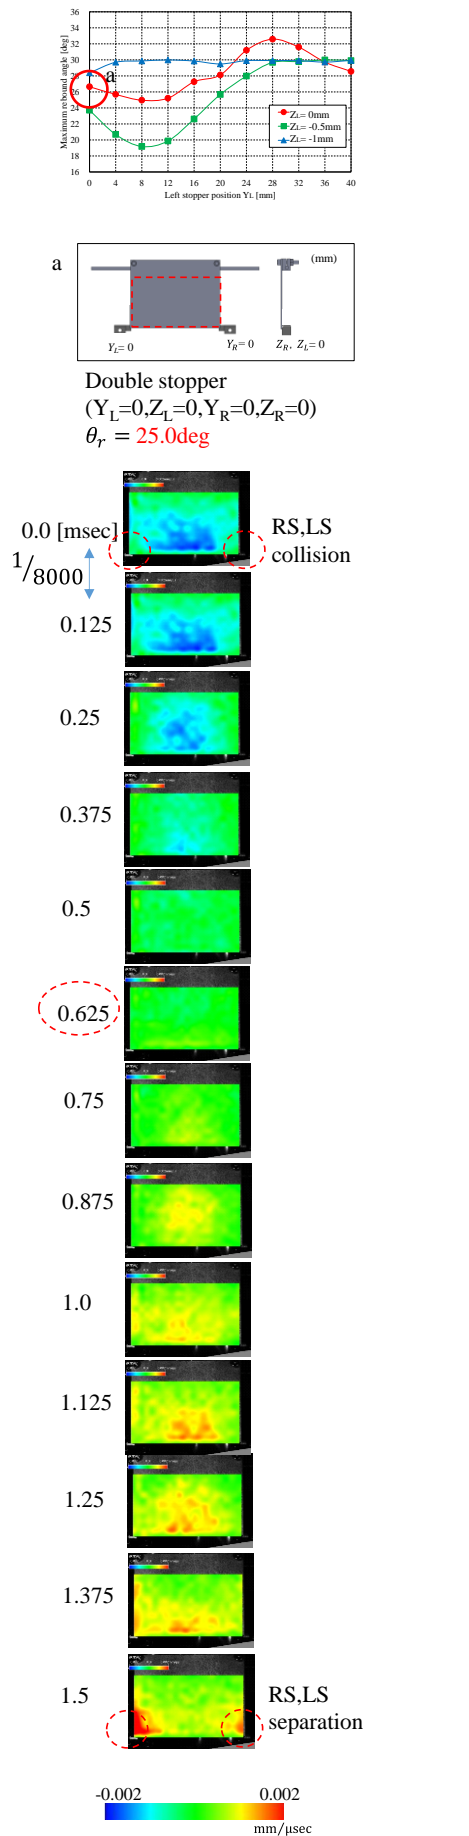 Maximum rebound angle [deg]
36
34
32
30
28
26
24
22
20
18
16
0 4 8 12 16 20 24 28 32 36 40
Left stopper position YL [mm]
a
ZL= 0mm
ZL= -0.5mm
ZL= -1mm
a
(mm)
YL= 0
YR= 0
ZR, ZL=0
Double stopper
(YL=0,ZL=0,YR=0,ZR=0)
θr = 25.0deg
0.0 [msec]
RS,LS
collision
1/8000
0.125
0.25
0.375
0.5
0.625
0.75
0.875
1.0
1.125
1.25
1.375
1.5
RS,LS
separation
-0.002 0.002
mm/μsec